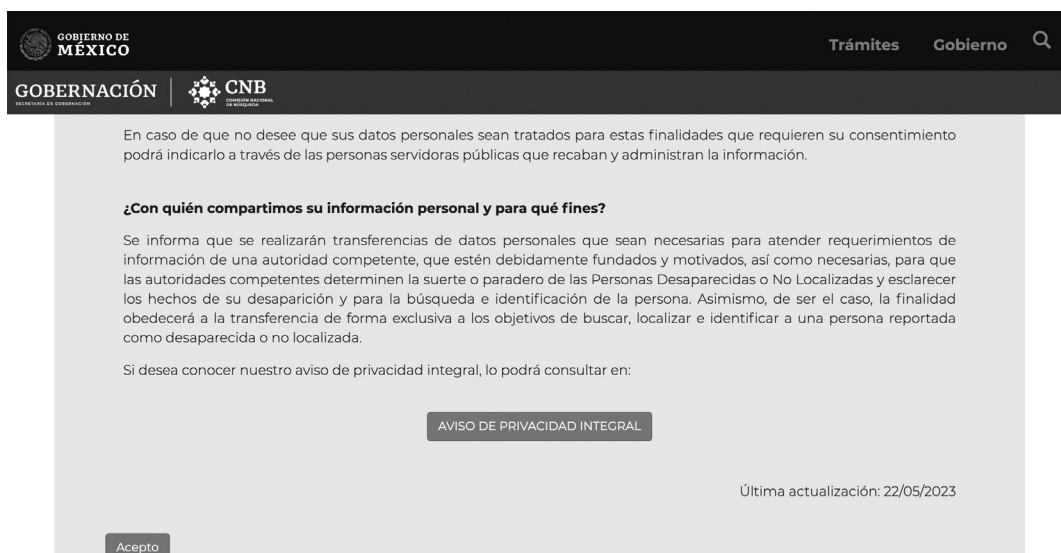 GOBIERNO DE
MÉXICO
Trámites Gobierno
GOBERNACIÓN
SECRETARÍA DE GOBERNACIÓN
CNB
COMISIÓN NACIONAL
DE BÚSQUEDA
En caso de que no desee que sus datos personales sean tratados para estas finalidades que requieren su consentimiento
podrá indicarlo a través de las personas servidoras públicas que recaban y administran la información.
¿Con quién compartimos su información personal y para qué fines?
Se informa que se realizarán transferencias de datos personales que sean necesarias para atender requerimientos de
información de una autoridad competente, que estén debidamente fundados y motivados, así como necesarias, para que
las autoridades competentes determinen la suerte o paradero de las Personas Desaparecidas o No Localizadas y esclarecer
los hechos de su desaparición y para la búsqueda e identificación de la persona. Asimismo, de ser el caso, la finalidad
obedecerá a la transferencia de forma exclusiva a los objetivos de buscar, localizar e identificar a una persona reportada
como desaparecida o no localizada.
Si desea conocer nuestro aviso de privacidad integral, lo podrá consultar en:
AVISO DE PRIVACIDAD INTEGRAL
Última actualización: 22/05/2023
Acepto